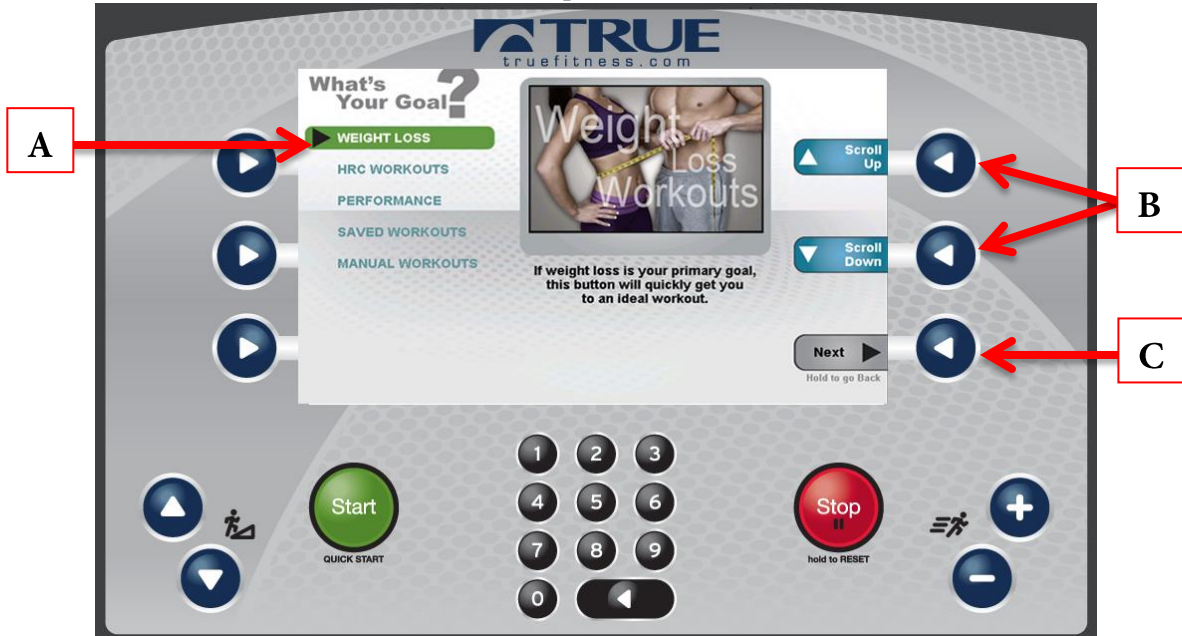 TRUE
truefitness.com
What's
Your Goal?
WEIGHT LOSS
HRC WORKOUTS
PERFORMANCE
SAVED WORKOUTS
MANUAL WORKOUTS
Weight
Loss
Workouts
If weight loss is your primary goal,
this button will quickly get you
to an ideal workout.
Scroll
Up
Scroll
Down
Next
Hold to go Back
A
B
C
1 2 3
4 5 6
7 8 9
0
Start
QUICK START
Stop
hold to RESET
+
-